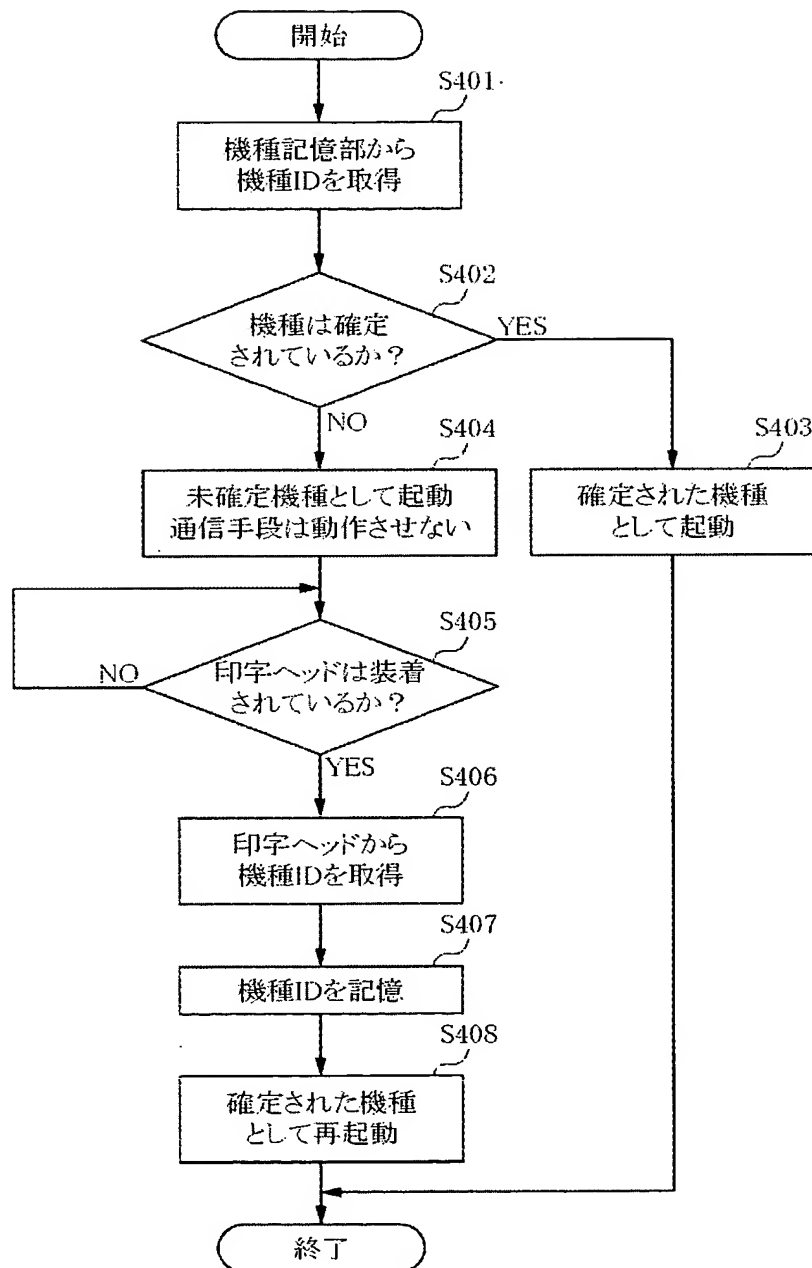 開始
S401
機種記憶部から
機種IDを取得
S402
機種は確定
されているか？
YES
NO
S404
未確定機種として起動
通信手段は動作させない
S403
確定された機種
として起動
S405
NO
印字ヘッドは装着
されているか？
YES
S406
印字ヘッドから
機種IDを取得
S407
機種IDを記憶
S408
確定された機種
として再起動
終了